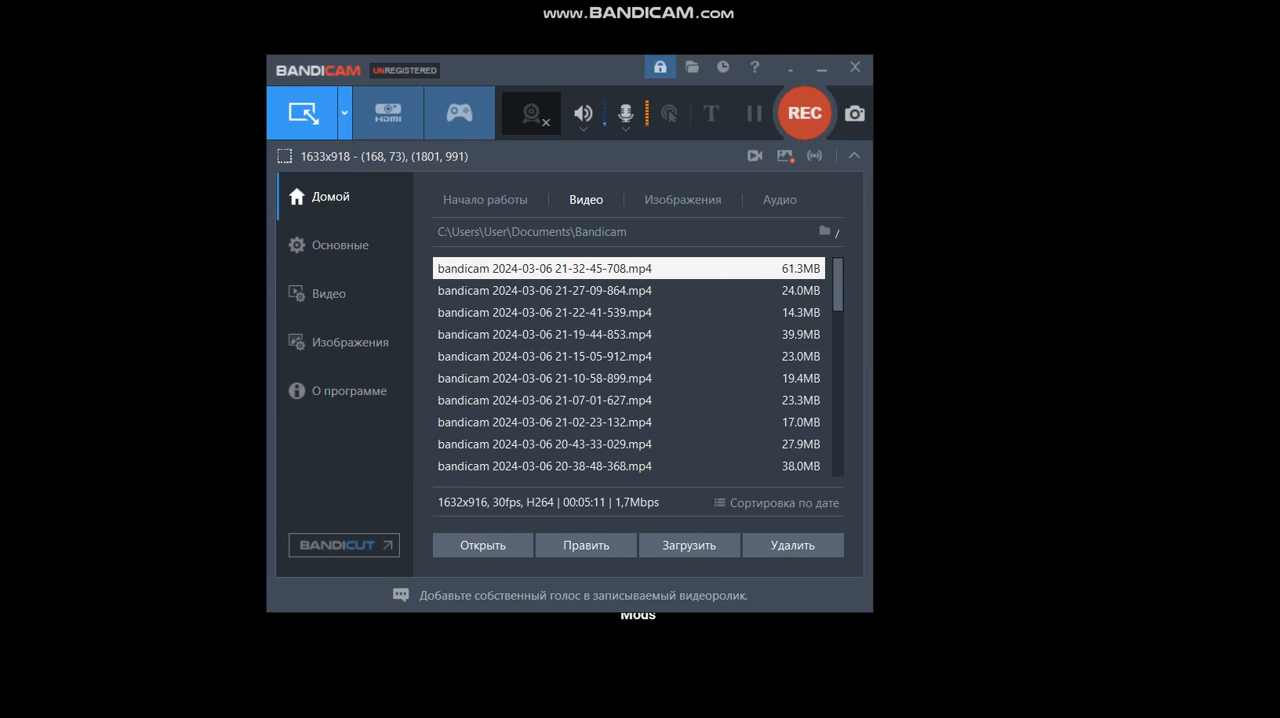 www.BANDICAM.com
BANDICAM UNREGISTERED
HDMI
T
REC
1633x918 - (168, 73), (1801, 991)
Домой
Основные
Видео
Изображения
О программе
BANDICUT
Начало работы Видео Изображения Аудио
C:\Users\User\Documents\Bandicam
bandicam 2024-03-06 21-32-45-708.mp4 61.3MB
bandicam 2024-03-06 21-27-09-864.mp4 24.0MB
bandicam 2024-03-06 21-22-41-539.mp4 14.3MB
bandicam 2024-03-06 21-19-44-853.mp4 39.9MB
bandicam 2024-03-06 21-15-05-912.mp4 23.0MB
bandicam 2024-03-06 21-10-58-899.mp4 19.4MB
bandicam 2024-03-06 21-07-01-627.mp4 23.3MB
bandicam 2024-03-06 21-02-23-132.mp4 17.0MB
bandicam 2024-03-06 20-43-33-029.mp4 27.9MB
bandicam 2024-03-06 20-38-48-368.mp4 38.0MB
1632x916, 30fps, H264 | 00:05:11 | 1,7Mbps Сортировка по дате
Открыть Править Загрузить Удалить
Добавьте собственный голос в записываемый видеоролик.
Mods